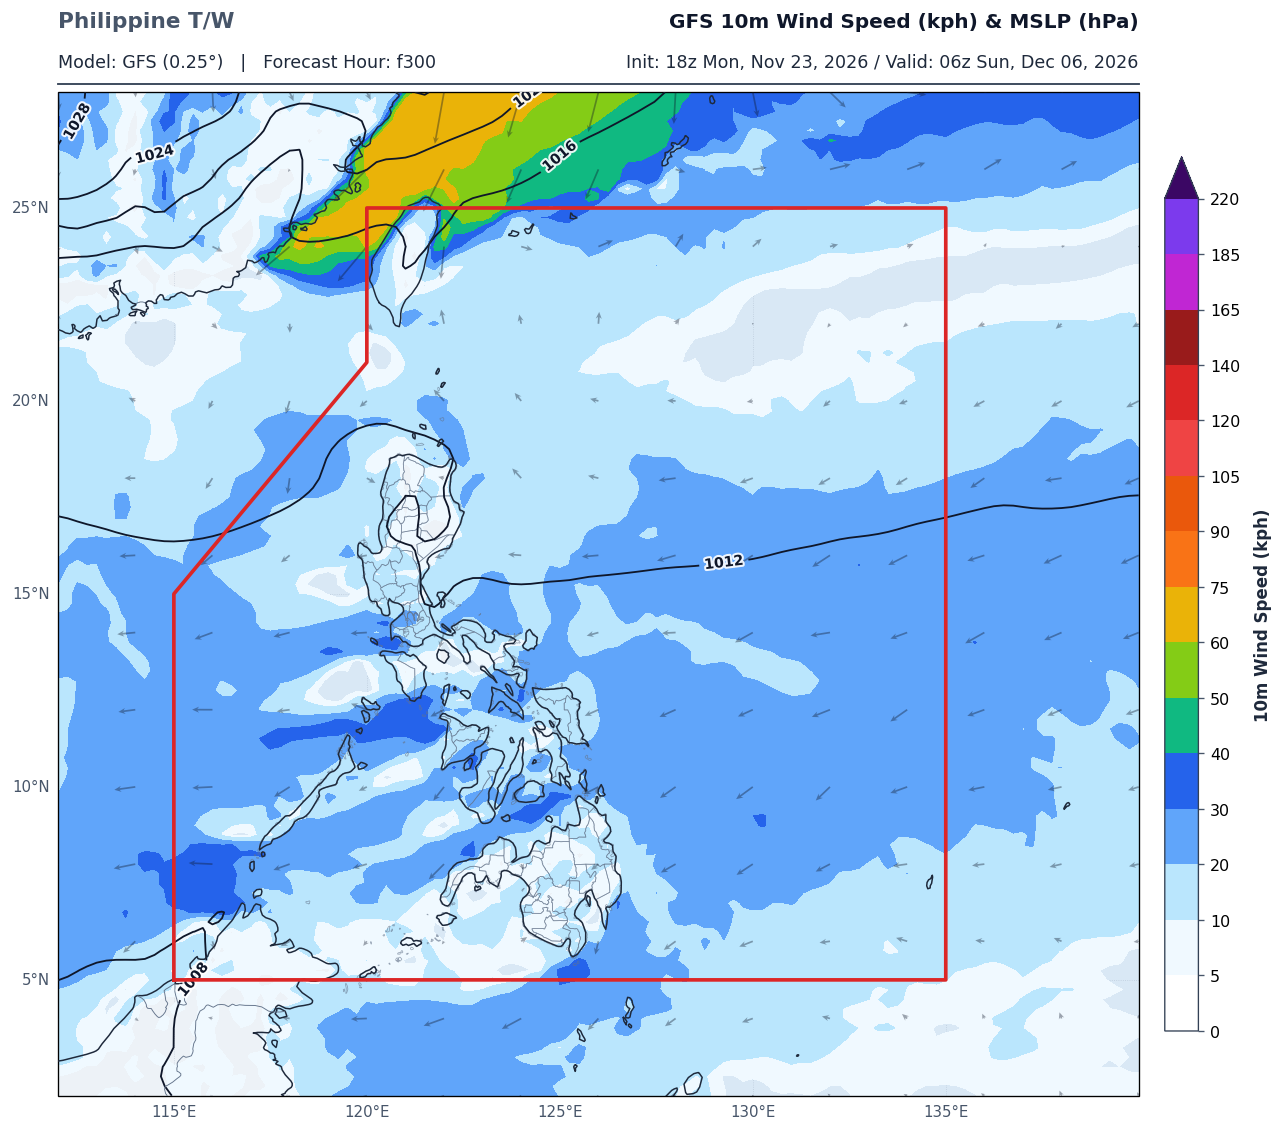 Philippine T/W
GFS 10m Wind Speed (kph) & MSLP (hPa)
Model: GFS (0.25°) | Forecast Hour: f300
Init: 18z Mon, Nov 23, 2026 / Valid: 06z Sun, Dec 06, 2026
1028
1024
1016
1012
1008
25°N
20°N
15°N
10°N
5°N
115°E
120°E
125°E
130°E
135°E
220
185
165
140
120
105
90
75
60
50
40
30
20
10
5
0
10m Wind Speed (kph)